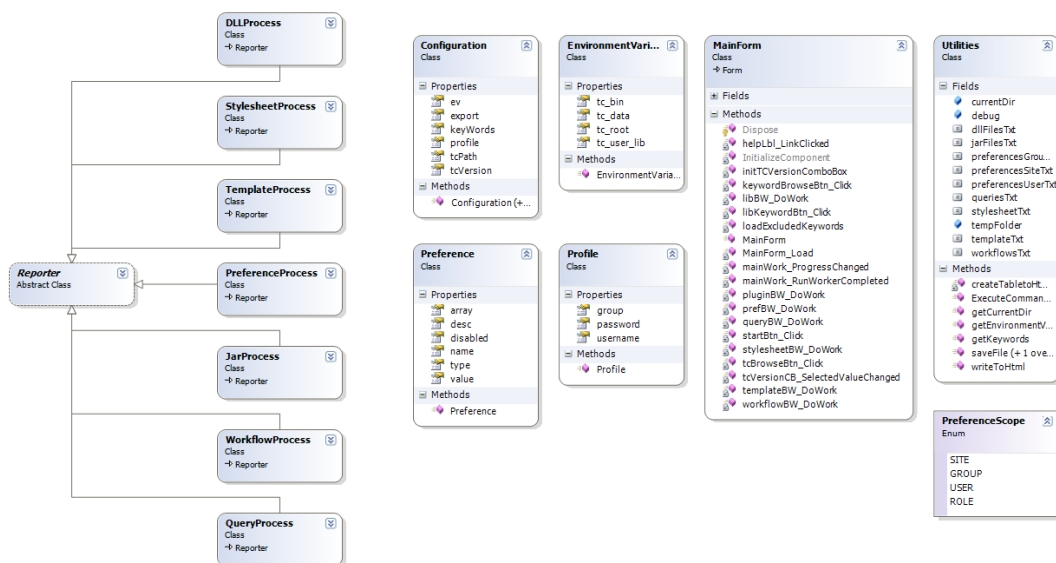 DLLProcess
Class
Reporter
StylesheetProcess
Class
Reporter
TemplateProcess
Class
Reporter
Reporter
Abstract Class
PreferenceProcess
Class
Reporter
JarProcess
Class
Reporter
WorkflowProcess
Class
Reporter
QueryProcess
Class
Reporter
Configuration
Class
Properties
ev
export
keyWords
profile
tcPath
tcVersion
Methods
Configuration (+...
EnvironmentVari...
Class
Properties
tc_bin
tc_data
tc_root
tc_user_lib
Methods
EnvironmentVaria...
Preference
Class
Properties
array
desc
disabled
name
type
value
Methods
Preference
Profile
Class
Properties
group
password
username
Methods
Profile
MainForm
Class
Form
Fields
Methods
Dispose
helpLbl_LinkClicked
InitializeComponent
initTCVersionComboBox
keywordBrowseBtn_Click
libBW_DoWork
libKeywordBtn_Click
loadExcludedKeywords
MainForm
MainForm_Load
mainWork_ProgressChanged
mainWork_RunWorkerCompleted
pluginBW_DoWork
prefBW_DoWork
queryBW_DoWork
startBtn_Click
stylesheetBW_DoWork
tcBrowseBtn_Click
tcVersionCB_SelectedValueChanged
templateBW_DoWork
workflowBW_DoWork
Utilities
Class
Fields
currentDir
debug
dllFilesTxt
jarFilesTxt
preferencesGrou...
preferencesSiteTxt
preferencesUserTxt
queriesTxt
stylesheetTxt
tempFolder
templateTxt
workflowsTxt
Methods
createTabletoHt...
ExecuteComman...
getCurrentDir
getEnvironmentV...
getKeywords
saveFile (+ 1 ove...
writeToHtml
PreferenceScope
Enum
SITE
GROUP
USER
ROLE